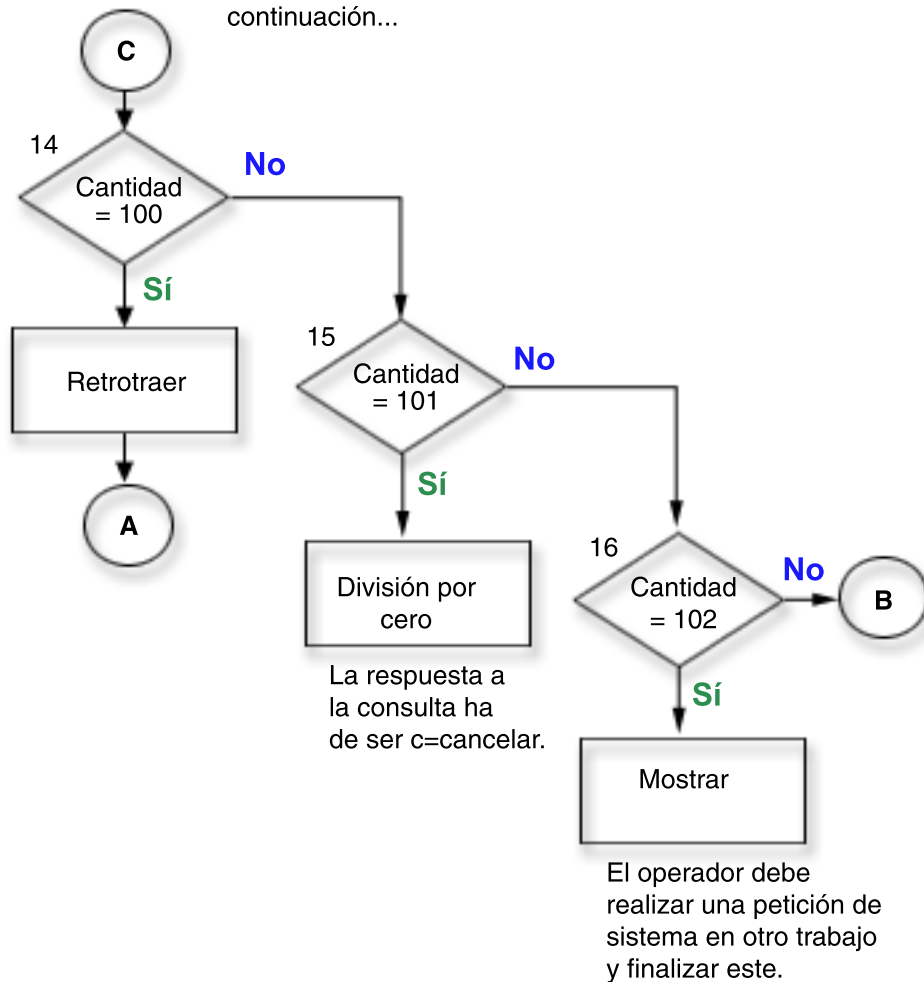 continuación...
C
14
Cantidad
= 100
No
Sí
Retrotraer
A
15
Cantidad
= 101
No
Sí
División por
cero
La respuesta a
la consulta ha
de ser c=cancelar.
16
Cantidad
= 102
No
B
Sí
Mostrar
El operador debe
realizar una petición de
sistema en otro trabajo
y finalizar este.